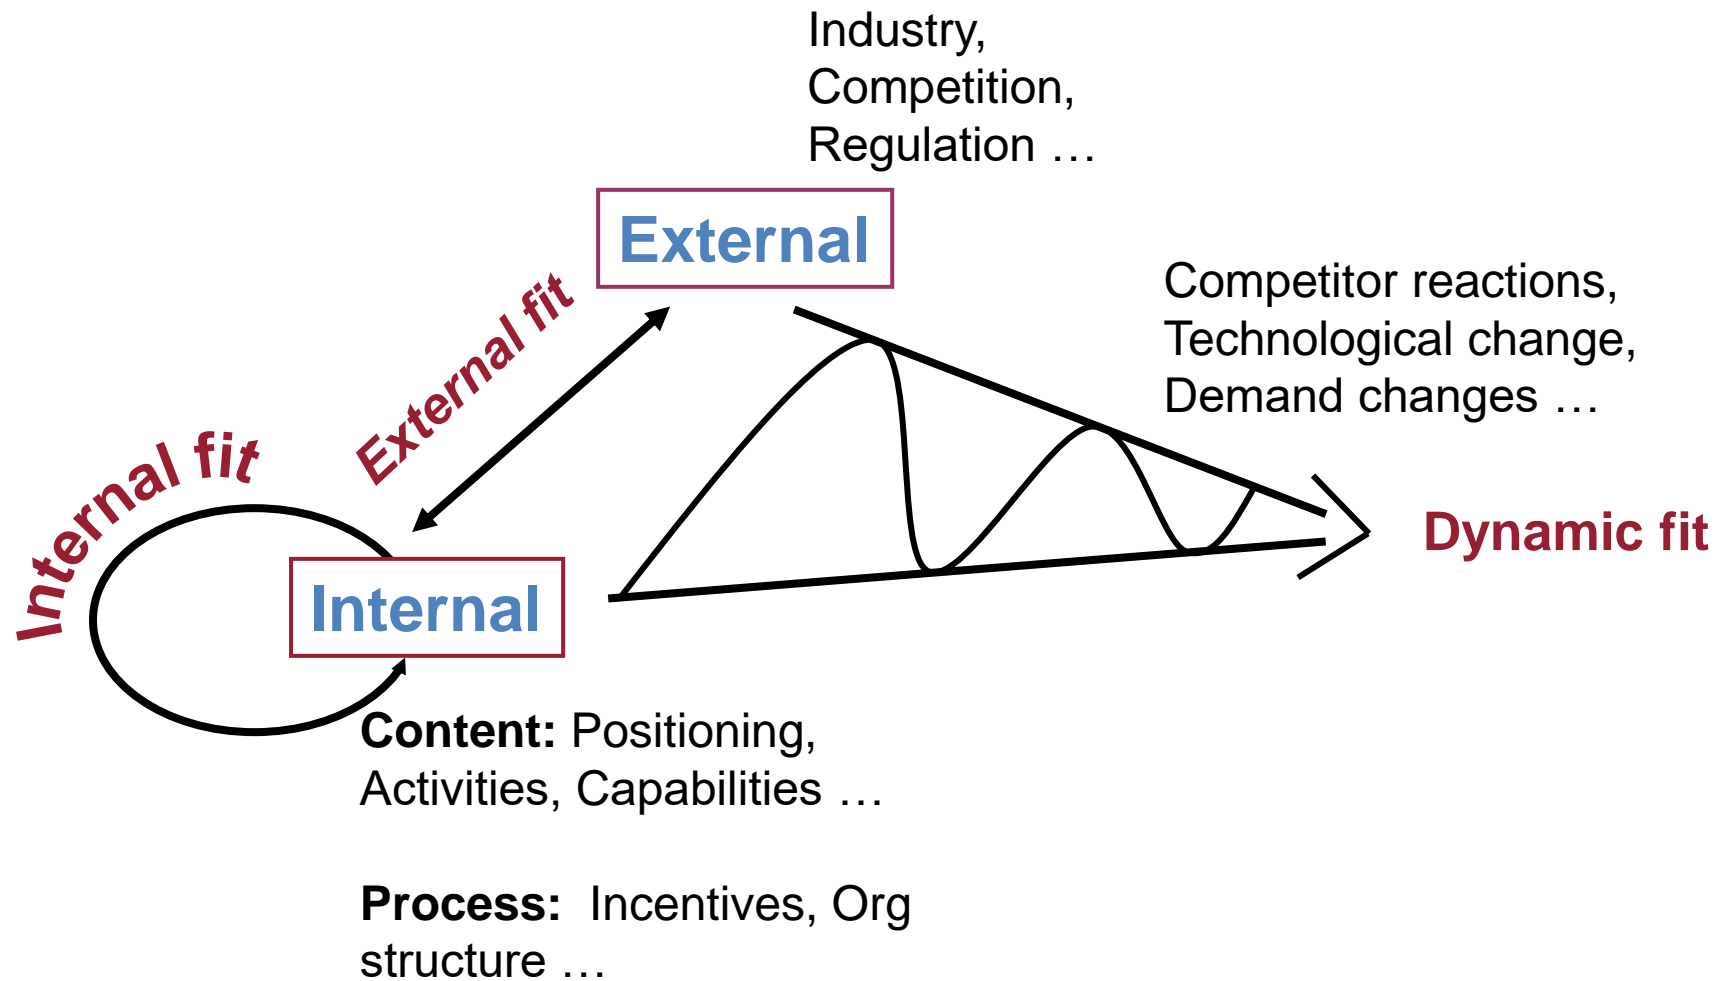 Industry,
Competition,
Regulation …
External
Competitor reactions,
Technological change,
Demand changes …
External fit
Internal fit
Dynamic fit
Internal
Content: Positioning,
Activities, Capabilities …
Process: Incentives, Org
structure …